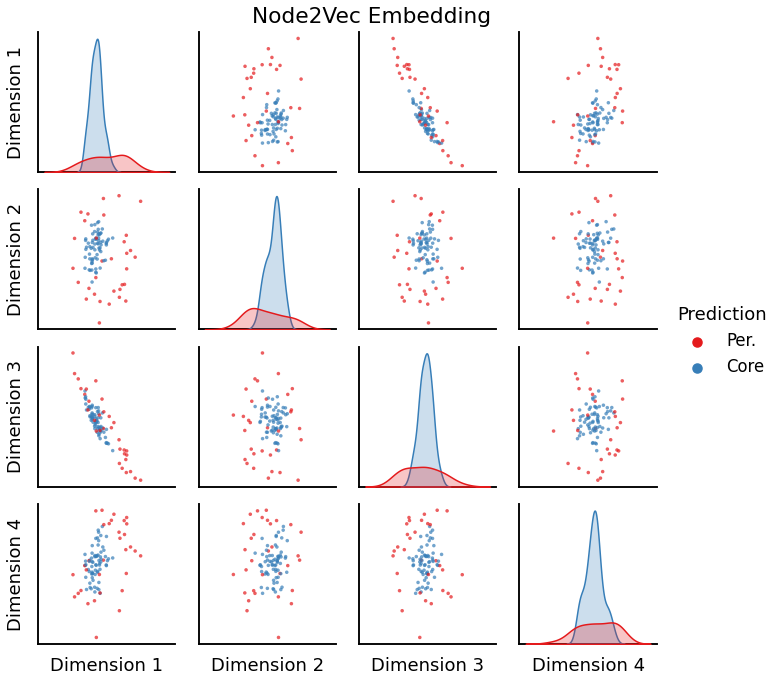 Node2Vec Embedding
Dimension 1
Dimension 2
Dimension 3
Dimension 4
Prediction
Per.
Core
Dimension 1
Dimension 2
Dimension 3
Dimension 4